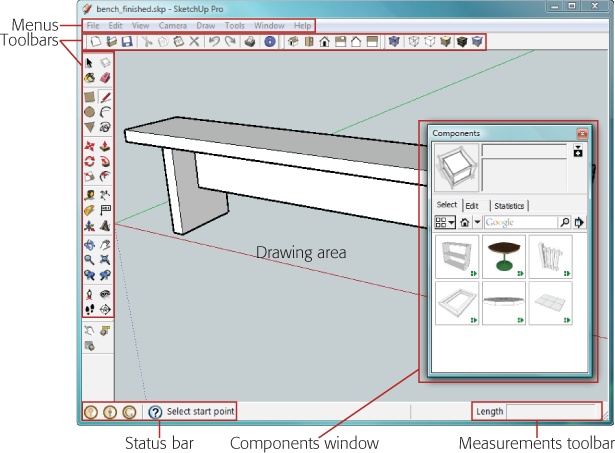 bench_finished.skp - SketchUp Pro
Menus
File Edit View Camera Draw Tools Window Help
Toolbars
Components
Select Edit Statistics
Google
Drawing area
Select start point
Length
Status bar
Components window
Measurements toolbar